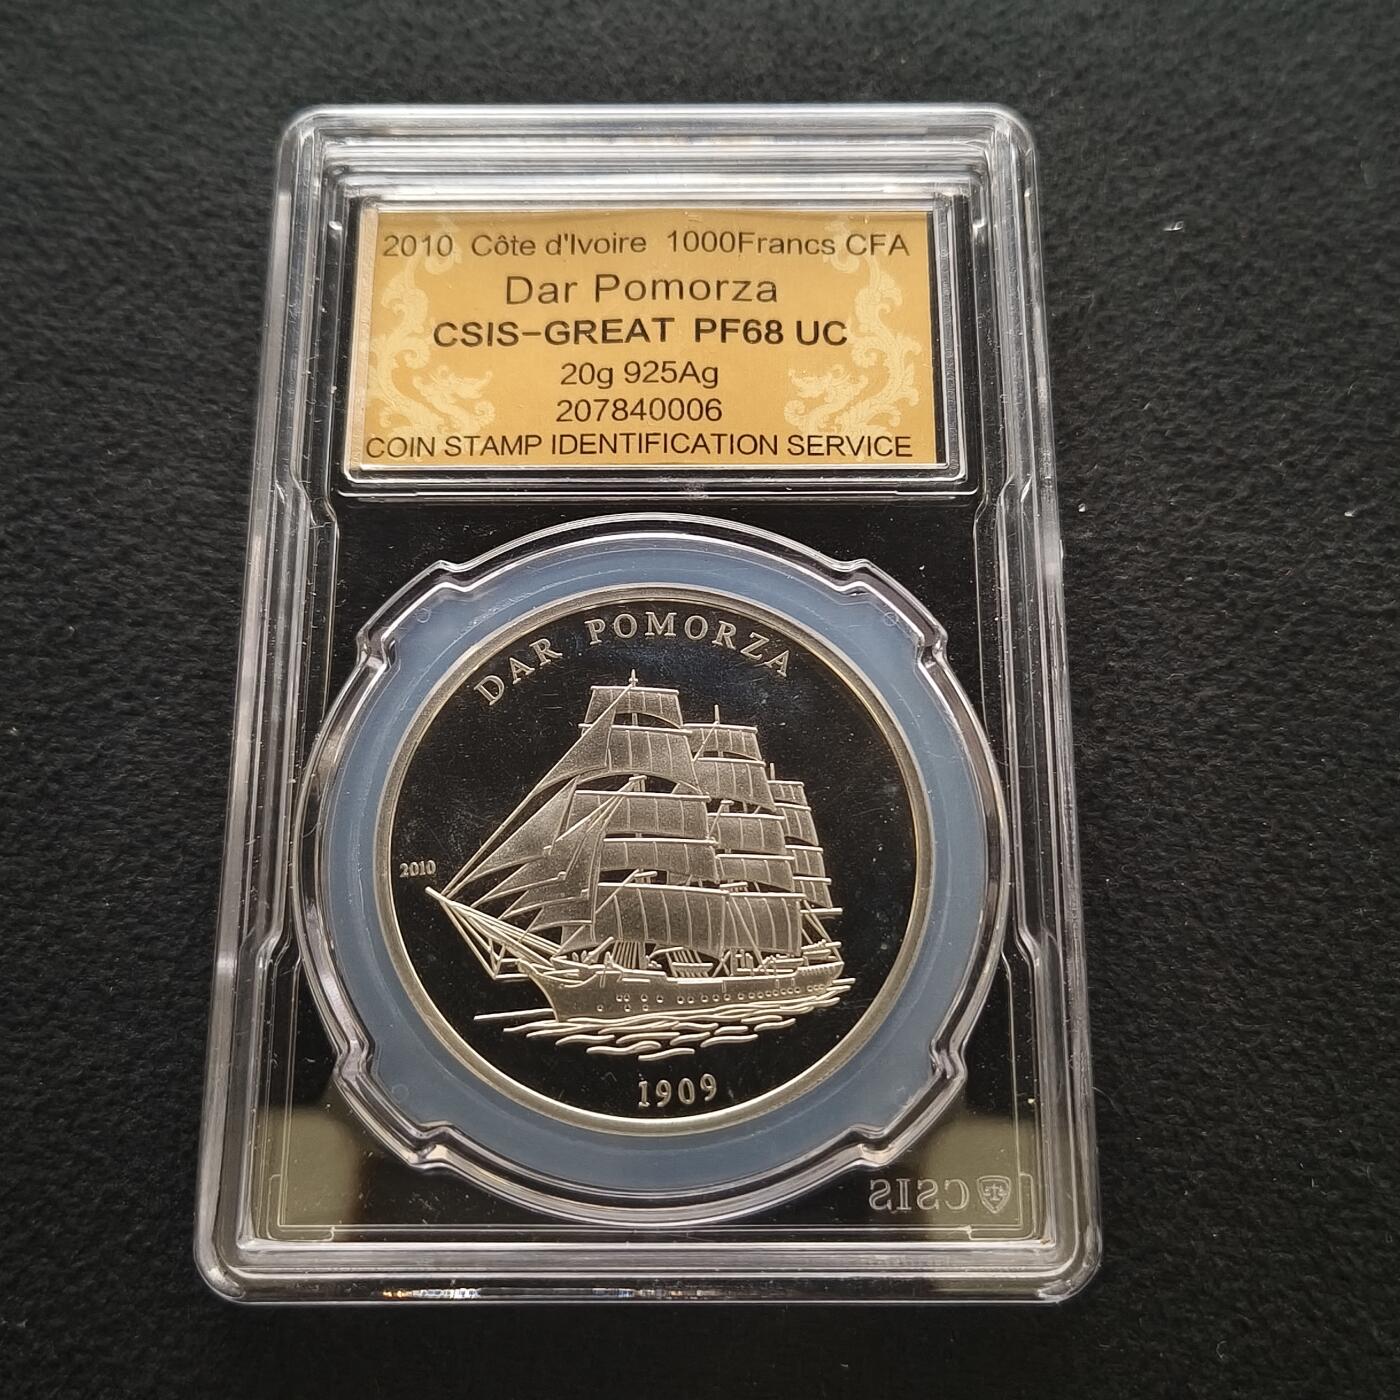 2010 Côte d'Ivoire 1000Francs CFA
Dar Pomorza
CSIS-GREAT PF68 UC
20g 925Ag
207840006
COIN STAMP IDENTIFICATION SERVICE
DAR POMORZA
2010
1909
CSIS